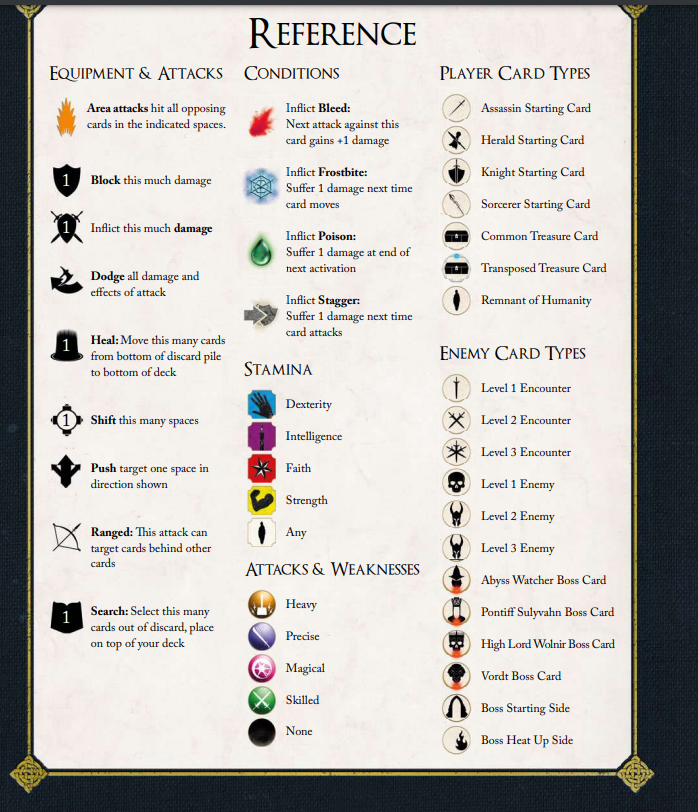 REFERENCE
EQUIPMENT & ATTACKS
Area attacks hit all opposing
cards in the indicated spaces.
1
Block this much damage
1
Inflict this much damage
Dodge all damage and
effects of attack
1
Heal: Move this many cards
from bottom of discard pile
to bottom of deck
1
Shift this many spaces
Push target one space in
direction shown
Ranged: This attack can
target cards behind other
cards
1
Search: Select this many
cards out of discard, place
on top of your deck
CONDITIONS
Inflict Bleed:
Next attack against this
card gains +1 damage
Inflict Frostbite:
Suffer 1 damage next time
card moves
Inflict Poison:
Suffer 1 damage at end of
next activation
Inflict Stagger:
Suffer 1 damage next time
card attacks
STAMINA
Dexterity
Intelligence
Faith
Strength
Any
ATTACKS & WEAKNESSES
Heavy
Precise
Magical
Skilled
None
PLAYER CARD TYPES
Assassin Starting Card
Herald Starting Card
Knight Starting Card
Sorcerer Starting Card
Common Treasure Card
Transposed Treasure Card
Remnant of Humanity
ENEMY CARD TYPES
Level 1 Encounter
Level 2 Encounter
Level 3 Encounter
Level 1 Enemy
Level 2 Enemy
Level 3 Enemy
Abyss Watcher Boss Card
Pontiff Sulyvahn Boss Card
High Lord Wolnir Boss Card
Vordt Boss Card
Boss Starting Side
Boss Heat Up Side